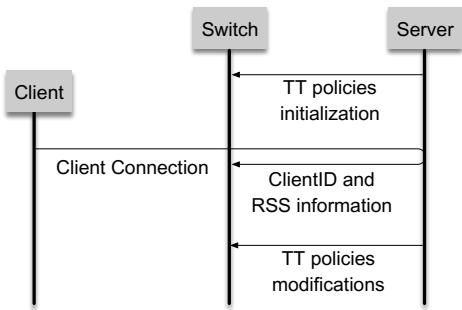 Switch
Server
Client
TT policies
initialization
Client Connection
ClientID and
RSS information
TT policies
modifications